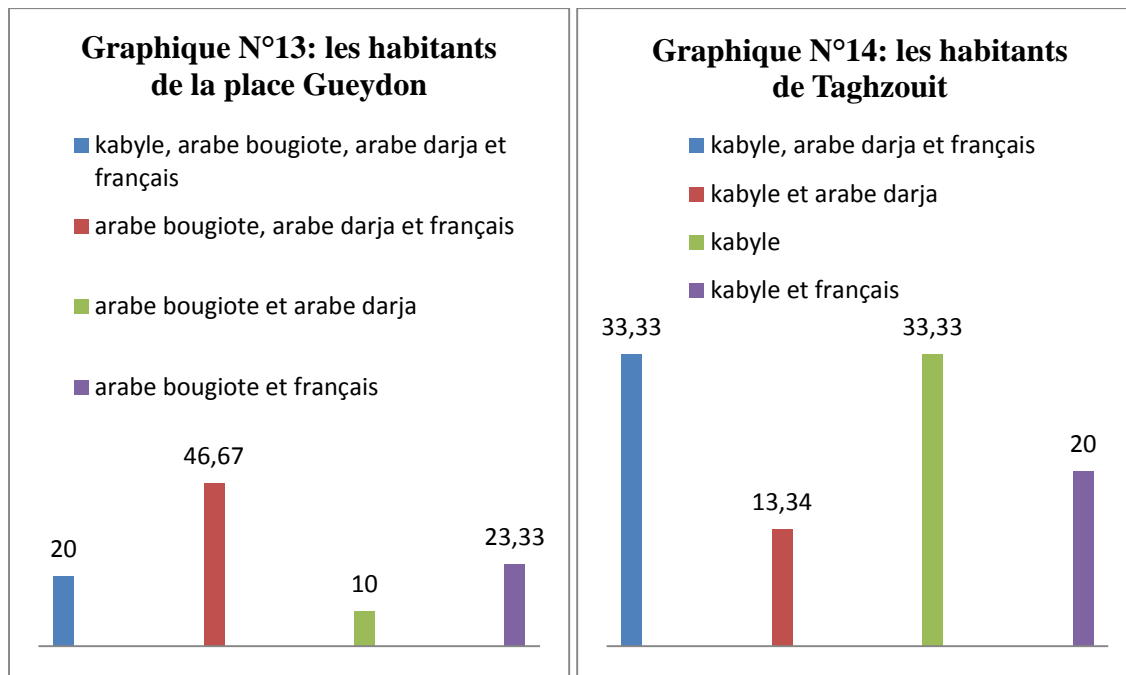 Graphique N°13: les habitants
de la place Gueydon
kabyle, arabe bougiote, arabe darja et
français
arabe bougiote, arabe darja et français
arabe bougiote et arabe darja
arabe bougiote et français
20
46,67
10
23,33
Graphique N°14: les habitants
de Taghzouit
kabyle, arabe darja et français
kabyle et arabe darja
kabyle
kabyle et français
33,33
13,34
33,33
20